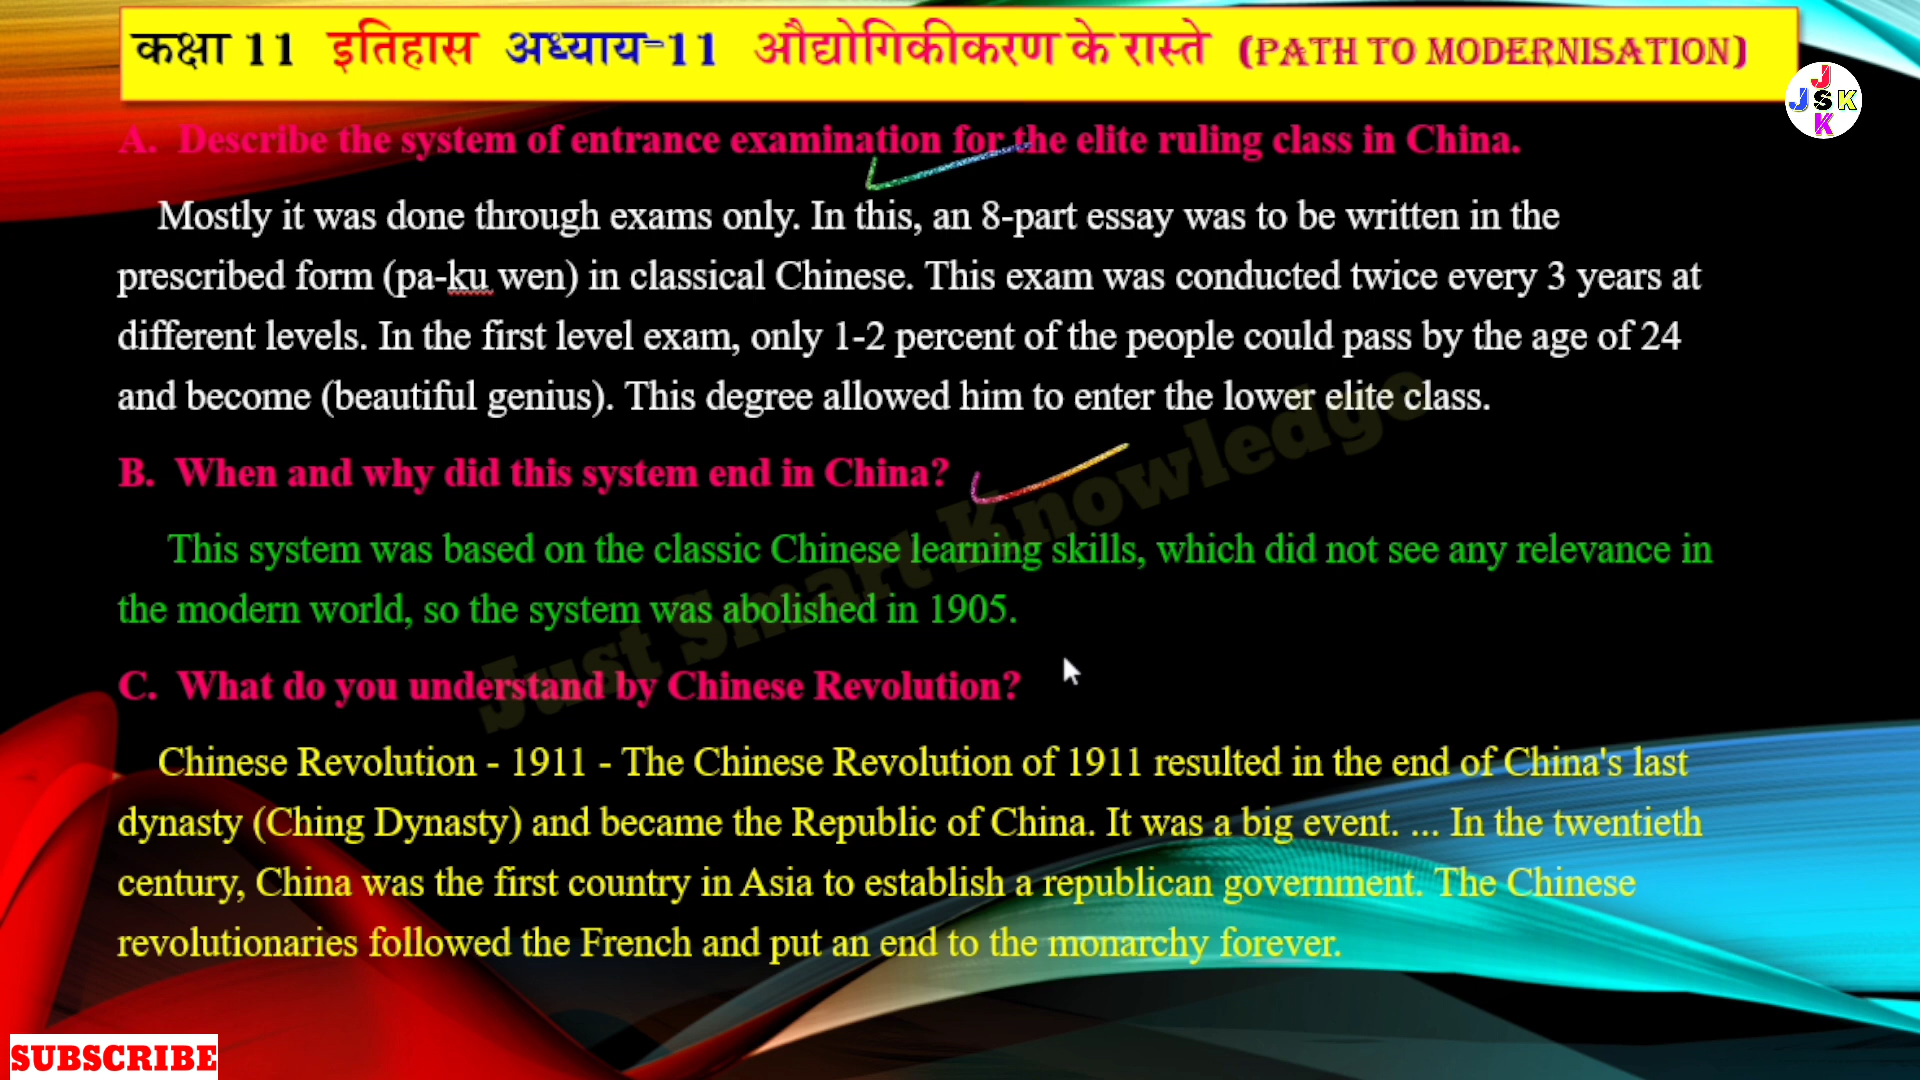 कक्षा 11 इतिहास अध्याय-11 औद्योगिकीकरण के रास्ते (PATH TO MODERNISATION)
J
J S K
K
A. Describe the system of entrance examination for the elite ruling class in China.
Mostly it was done through exams only. In this, an 8-part essay was to be written in the
prescribed form (pa-ku wen) in classical Chinese. This exam was conducted twice every 3 years at
different levels. In the first level exam, only 1-2 percent of the people could pass by the age of 24
and become (beautiful genius). This degree allowed him to enter the lower elite class.
B. When and why did this system end in China?
This system was based on the classic Chinese learning skills, which did not see any relevance in
the modern world, so the system was abolished in 1905.
C. What do you understand by Chinese Revolution?
Chinese Revolution - 1911 - The Chinese Revolution of 1911 resulted in the end of China's last
dynasty (Ching Dynasty) and became the Republic of China. It was a big event. ... In the twentieth
century, China was the first country in Asia to establish a republican government. The Chinese
revolutionaries followed the French and put an end to the monarchy forever.
Just Smart Knowledge
SUBSCRIBE